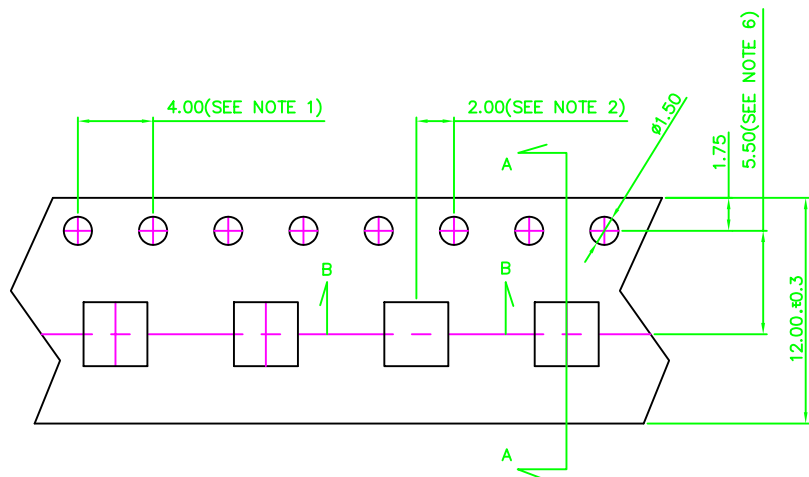 4.00(SEE NOTE 1)
2.00(SEE NOTE 2)
ø1.50
1.75
5.50(SEE NOTE 6)
A
B
B
12.00±0.3
A